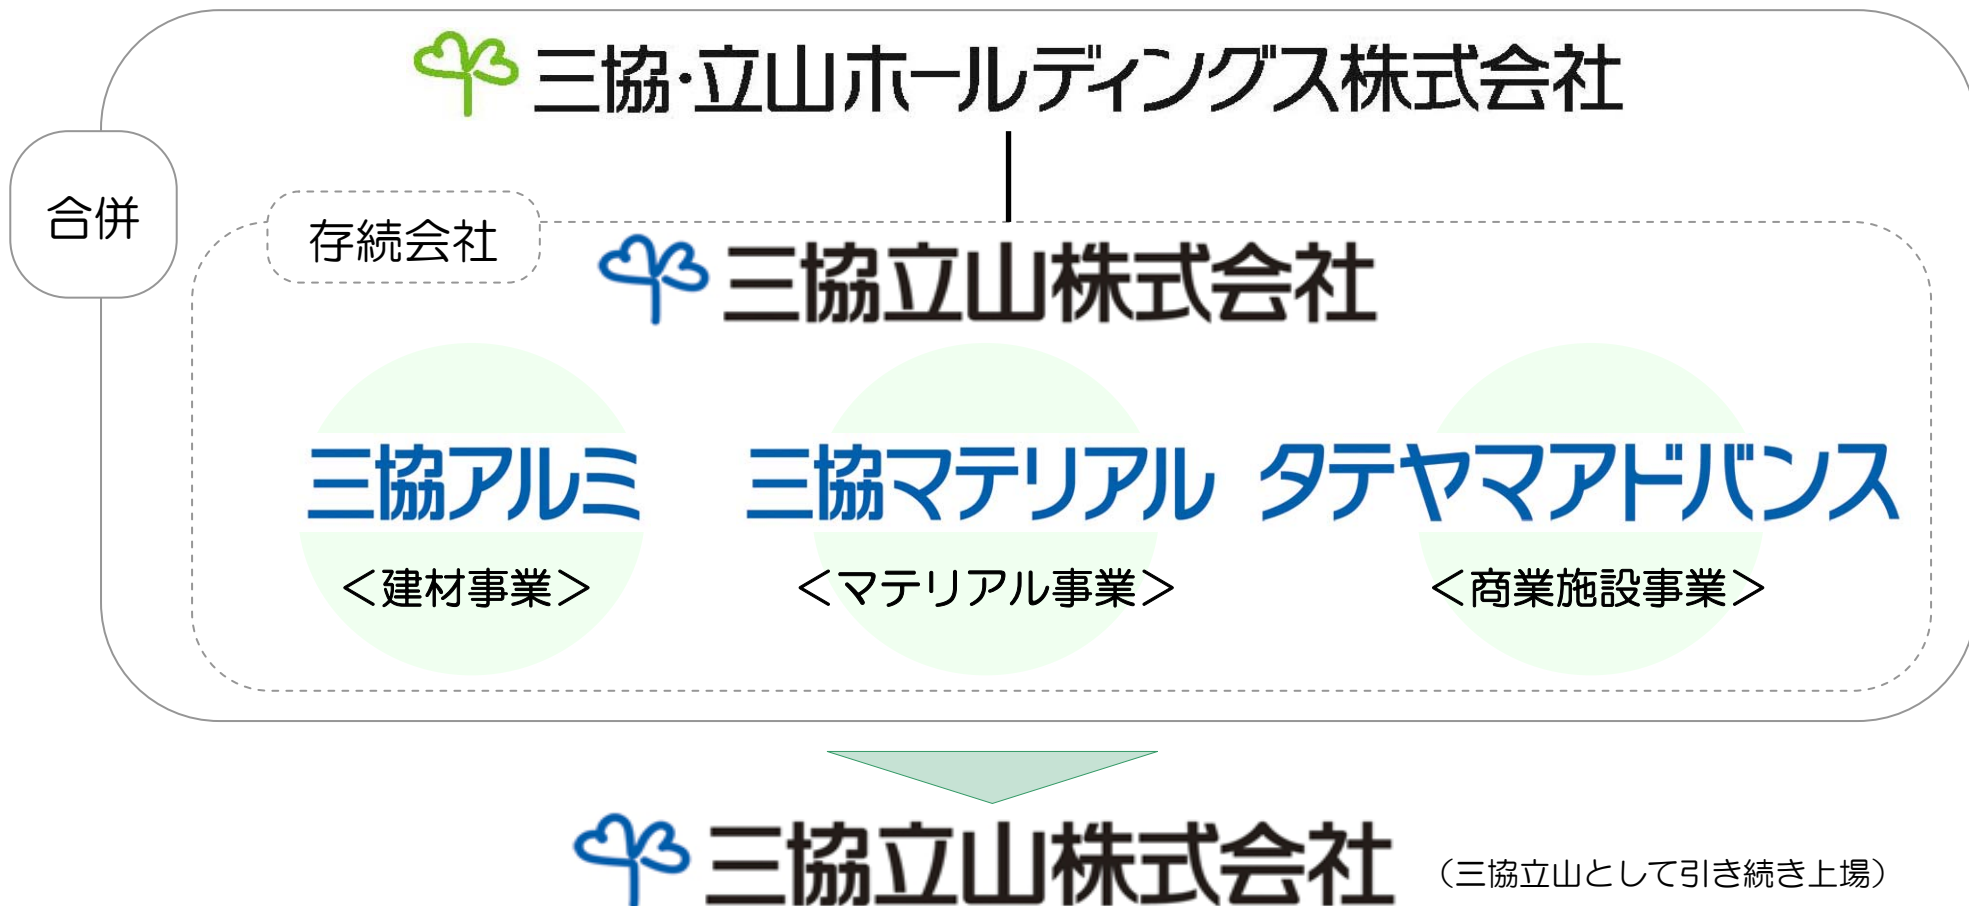 三協・立山ホールディングス株式会社
合併
存続会社
三協立山株式会社
三協アルミ
三協マテリアル
タテヤマアドバンス
＜建材事業＞
＜マテリアル事業＞
＜商業施設事業＞
三協立山株式会社
（三協立山として引き続き上場）